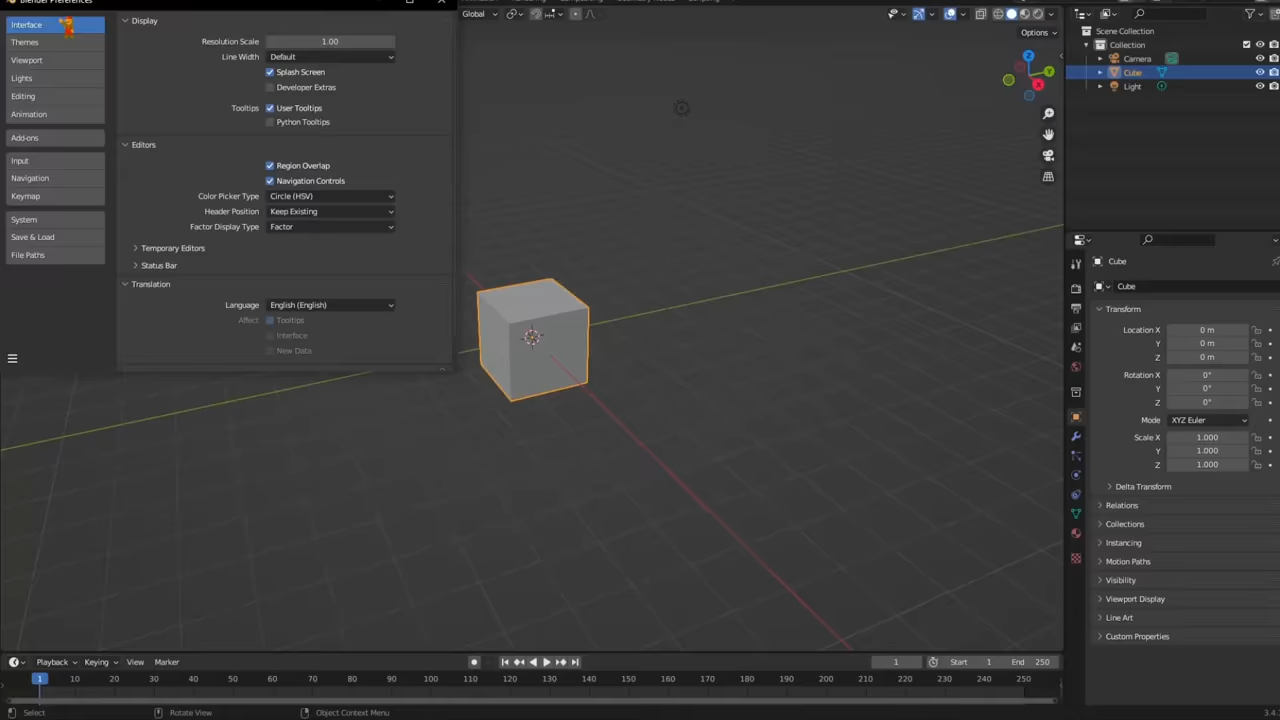 Blender Preferences
Interface
Themes
Viewport
Lights
Editing
Animation
Add-ons
Input
Navigation
Keymap
System
Save & Load
File Paths
Display
Resolution Scale 1.00
Line Width Default
Splash Screen
Developer Extras
Tooltips User Tooltips
Python Tooltips
Editors
Region Overlap
Navigation Controls
Color Picker Type Circle (HSV)
Header Position Keep Existing
Factor Display Type Factor
Temporary Editors
Status Bar
Translation
Language English (English)
Affect Tooltips
Interface
New Data
Global
Options
Z
Y
X
Scene Collection
Collection
Camera
Cube
Light
Cube
Cube
Transform
Location X 0 m
Y 0 m
Z 0 m
Rotation X 0°
Y 0°
Z 0°
Mode XYZ Euler
Scale X 1.000
Y 1.000
Z 1.000
Delta Transform
Relations
Collections
Instancing
Motion Paths
Visibility
Viewport Display
Line Art
Custom Properties
Playback Keying View Marker 1 Start 1 End 250
1 10 20 30 40 50 60 70 80 90 100 110 120 130 140 150 160 170 180 190 200 210 220 230 240 250
Select Rotate View Object Context Menu 3.4.